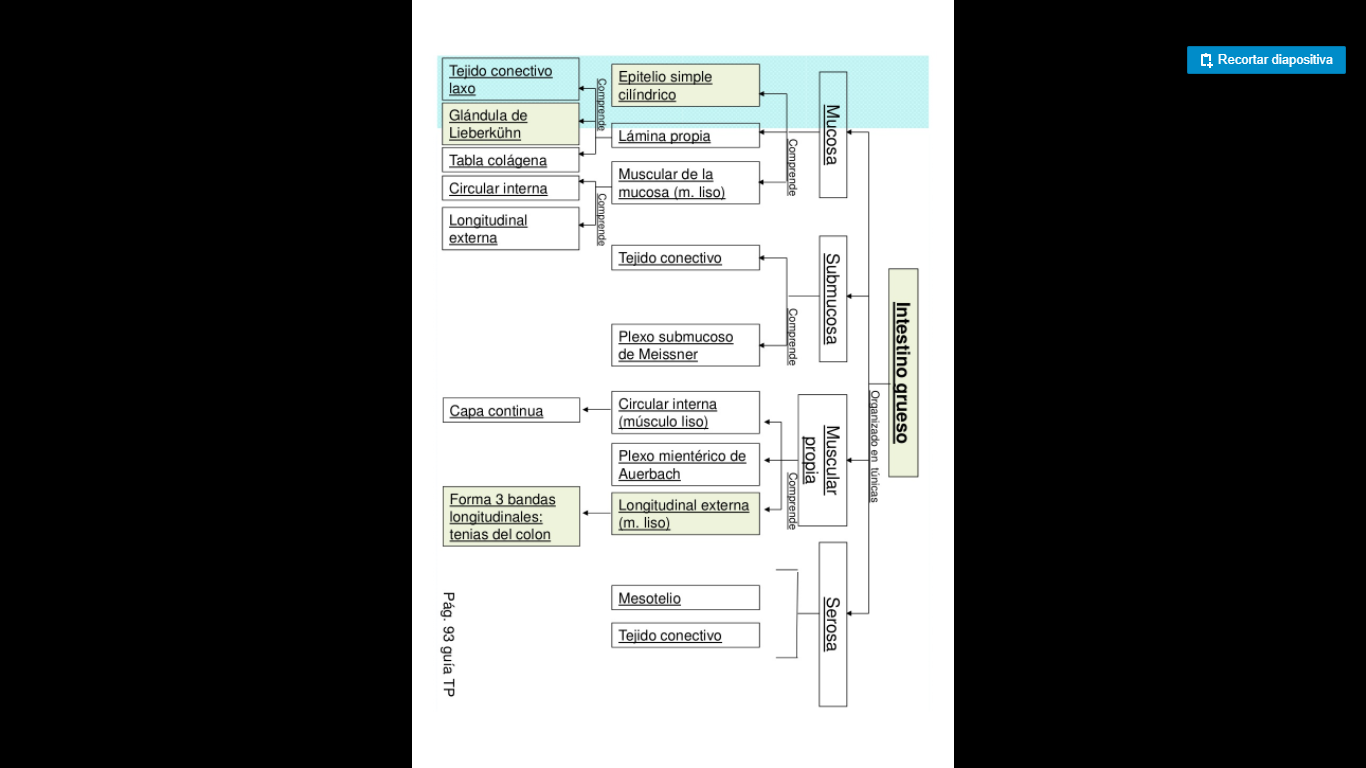 Recortar diapositiva
Intestino grueso
Organizado en túnicas
Mucosa
Comprende
Epitelio simple
cilíndrico
Lámina propia
Comprende
Tejido conectivo
laxo
Glándula de
Lieberkühn
Tabla colágena
Muscular de la
mucosa (m. liso)
Comprende
Circular interna
Longitudinal
externa
Submucosa
Comprende
Tejido conectivo
Plexo submucoso
de Meissner
Muscular
propia
Comprende
Circular interna
(músculo liso)
Capa continua
Plexo mientérico de
Auerbach
Longitudinal externa
(m. liso)
Forma 3 bandas
longitudinales:
tenias del colon
Serosa
Mesotelio
Tejido conectivo
Pág. 93 guía TP